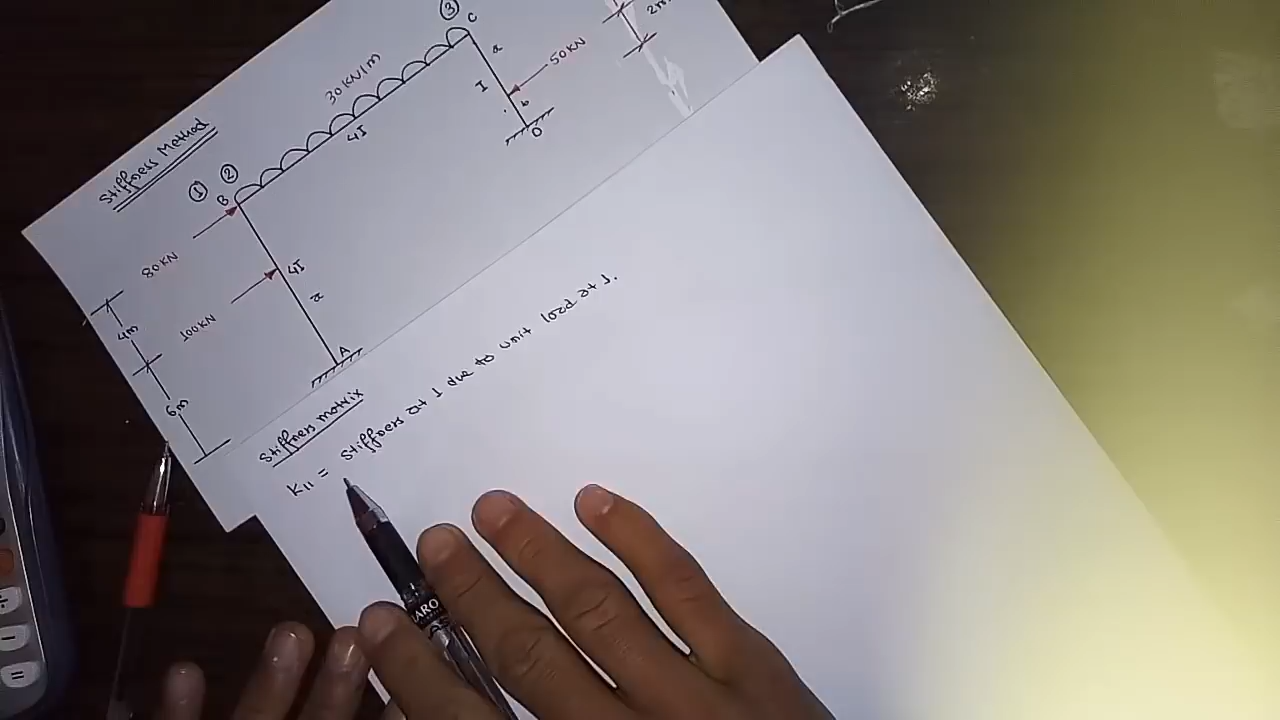 Stiffness Method
① ② ③
B
C
30 KN/m
4I
80 KN
100 KN
4I
x
A
4m
6m
I
a
b
50 KN
D
2m
Stiffness matrix
K11 = Stiffness at 1 due to unit load at 1.